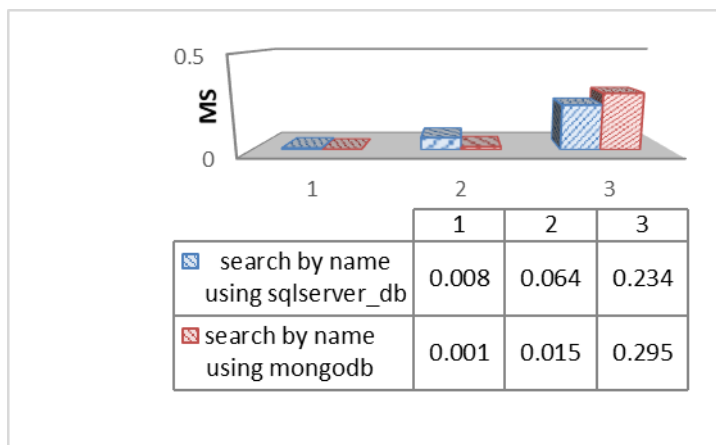 0.5
MS
0
1 2 3
1 2 3
search by name
using sqlserver_db
0.008 0.064 0.234
search by name
using mongodb
0.001 0.015 0.295